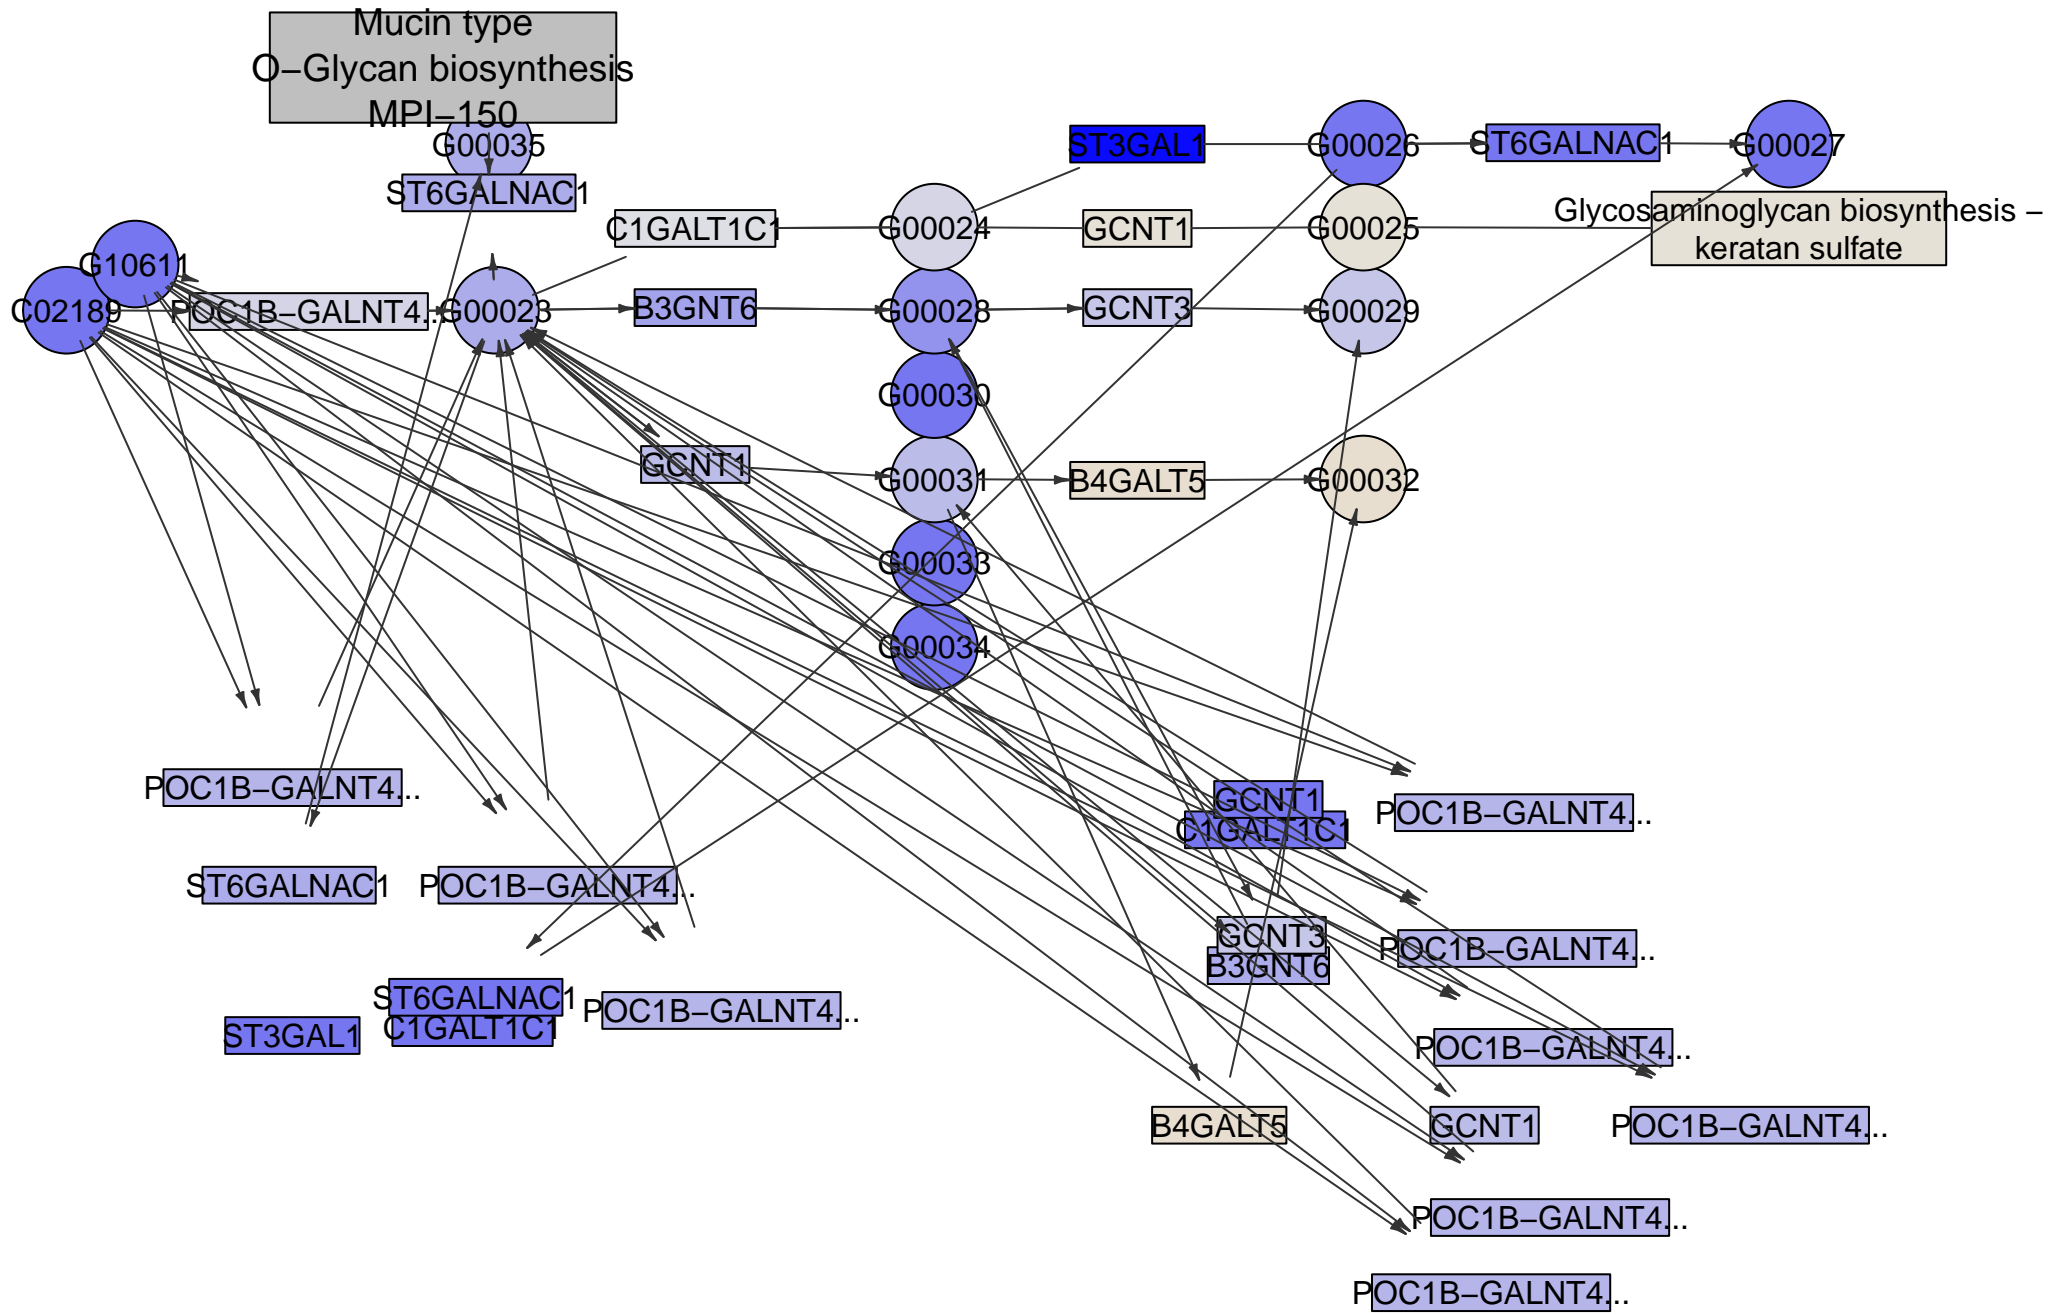 Mucin type
O–Glycan biosynthesis
MPI–150
G00035
ST6GALNAC1
ST3GAL1
G00026
ST6GALNAC1
G00027
C1GALT1C1
G00024
GCNT1
G00025
Glycosaminoglycan biosynthesis –
keratan sulfate
G10611
C02189
POC1B–GALNT4...
G00023
B3GNT6
G00028
GCNT3
G00029
G00030
GCNT1
G00031
B4GALT5
G00032
G00033
G00034
POC1B–GALNT4...
GCNT1
C1GALT1C1
POC1B–GALNT4...
ST6GALNAC1
POC1B–GALNT4...
GCNT3
B3GNT6
POC1B–GALNT4...
ST6GALNAC1
C1GALT1C1
ST3GAL1
POC1B–GALNT4...
POC1B–GALNT4...
B4GALT5
GCNT1
POC1B–GALNT4...
POC1B–GALNT4...
POC1B–GALNT4...